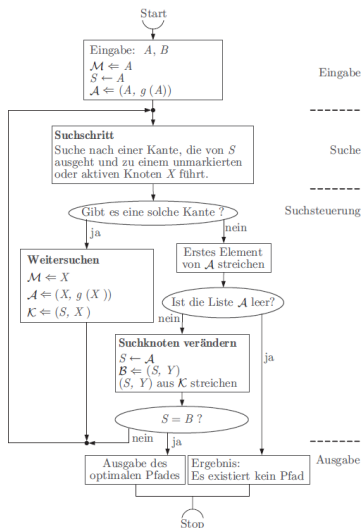 Start
Eingabe: A, B
ℳ ⇐ A
S ← A
𝒜 ⇐ (A, g (A))
Eingabe
Suchschritt
Suche nach einer Kante, die von S
ausgeht und zu einem unmarkierten
oder aktiven Knoten X führt.
Suche
Gibt es eine solche Kante ?
Suchsteuerung
ja
nein
Weitersuchen
ℳ ⇐ X
𝒜 ⇐ (X, g (X ))
𝒦 ⇐ (S, X )
Erstes Element
von 𝒜 streichen
Ist die Liste 𝒜 leer?
nein
ja
Suchknoten verändern
S ← 𝒜
ℬ ⇐ (S, Y)
(S, Y) aus 𝒦 streichen
S = B ?
nein
ja
Ausgabe des
optimalen Pfades
Ergebnis:
Es existiert kein Pfad
Ausgabe
Stop